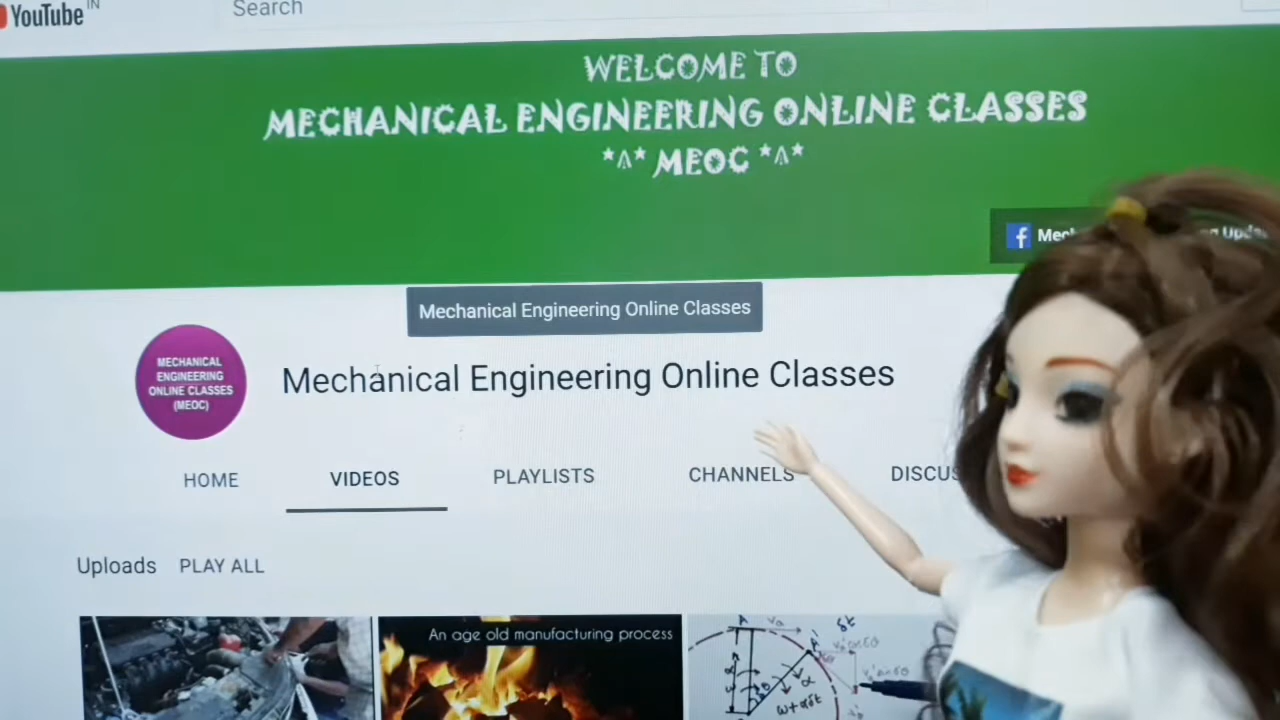 YouTube IN
Search
WELCOME TO
MECHANICAL ENGINEERING ONLINE CLASSES
*^* MEOC *^*
Mechanical Engineering Online Classes
MECHANICAL
ENGINEERING
ONLINE CLASSES
(MEOC)
Mechanical Engineering Online Classes
HOME VIDEOS PLAYLISTS CHANNELS
Uploads PLAY ALL
An age old manufacturing process
A
δt